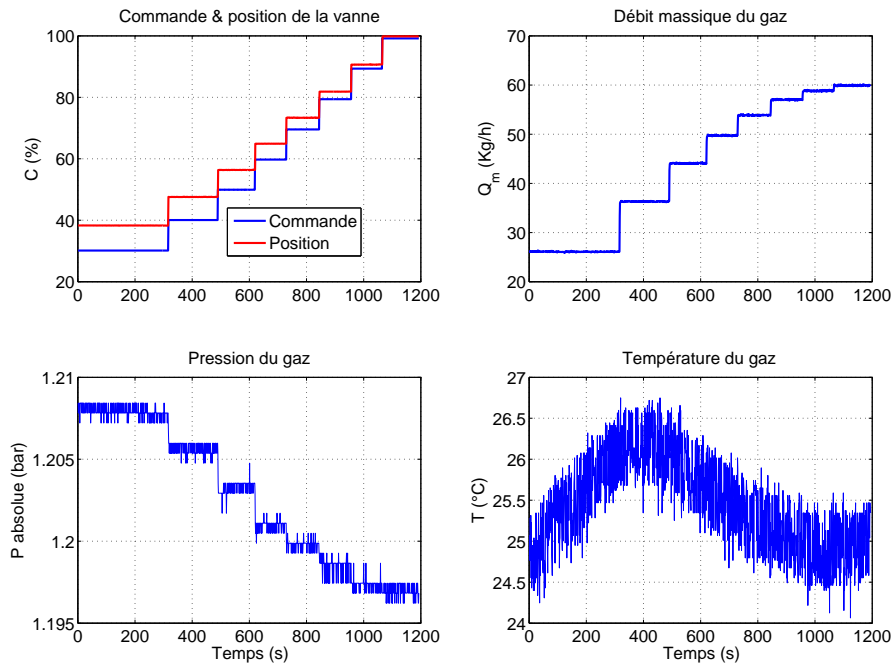 Commande & position de la vanne
C (%)
100
80
60
40
20
0 200 400 600 800 1000 1200
Commande
Position
Débit massique du gaz
Q_m (Kg/h)
70
60
50
40
30
20
0 200 400 600 800 1000 1200
Pression du gaz
P absolue (bar)
1.21
1.205
1.2
1.195
0 200 400 600 800 1000 1200
Temps (s)
Température du gaz
T (°C)
27
26.5
26
25.5
25
24.5
24
0 200 400 600 800 1000 1200
Temps (s)